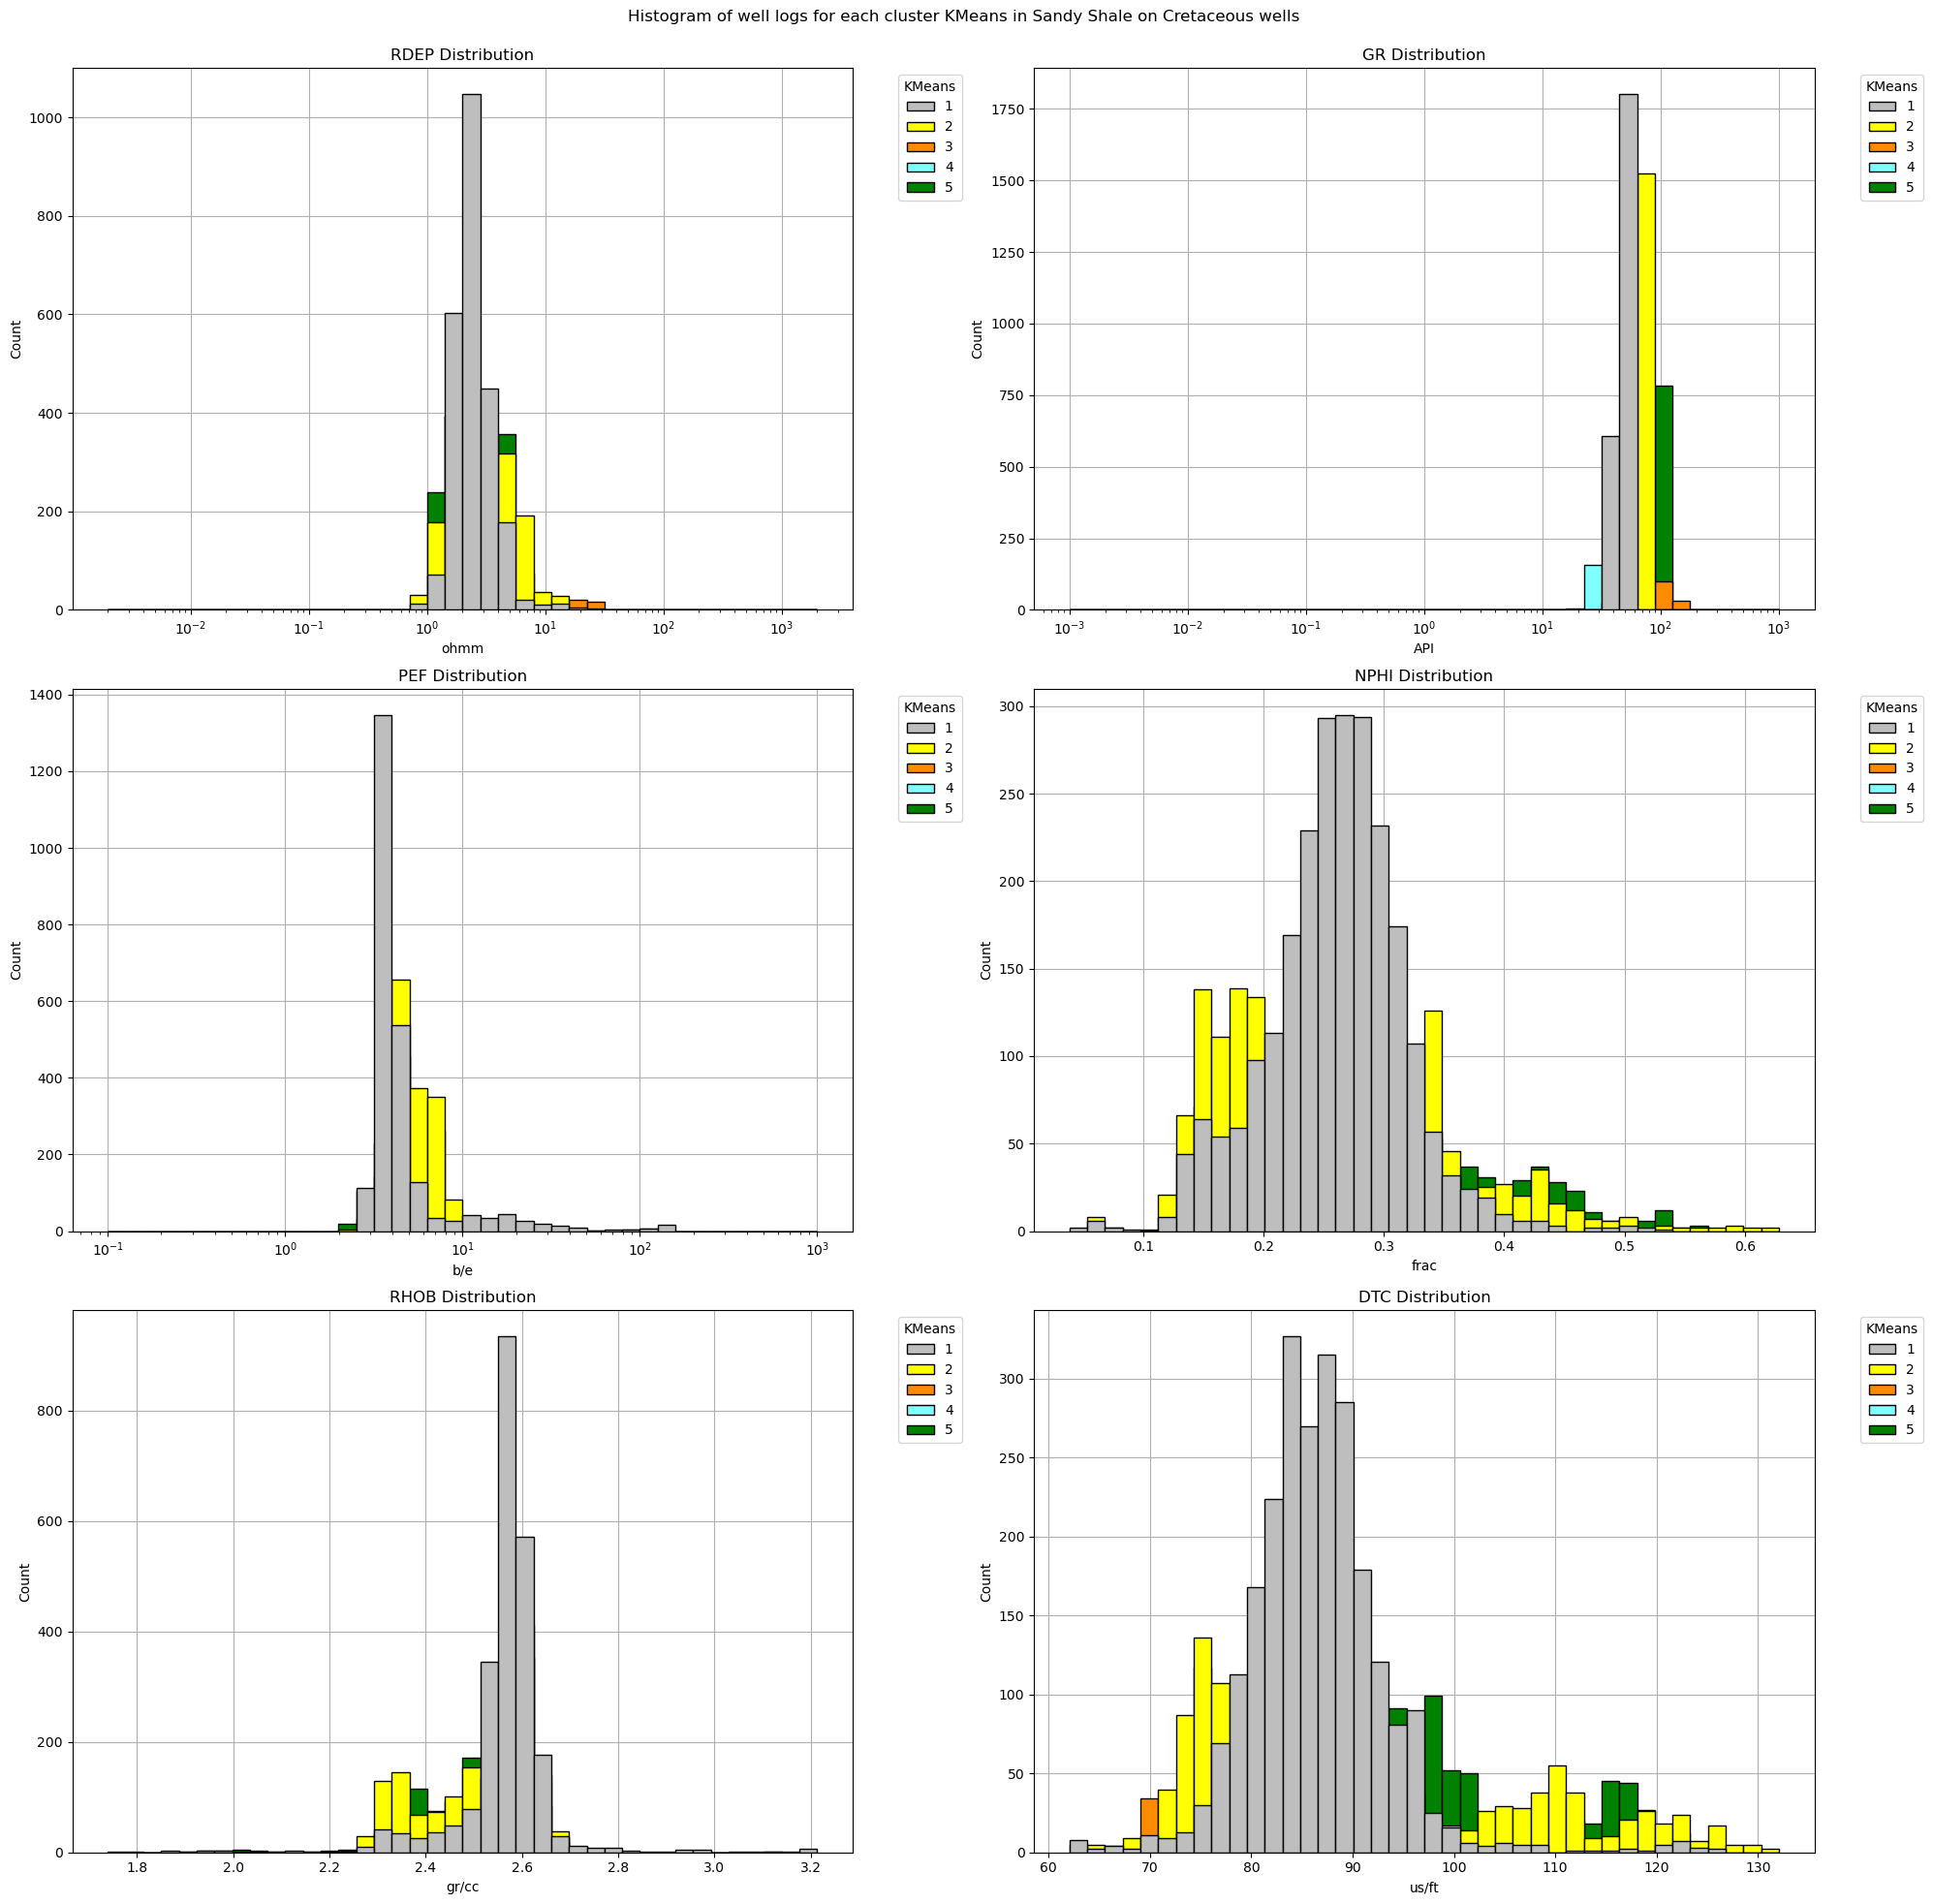 Histogram of well logs for each cluster KMeans in Sandy Shale on Cretaceous wells
RDEP Distribution
Count
1000
800
600
400
200
0
10⁻² 10⁻¹ 10⁰ 10¹ 10² 10³
ohmm
KMeans
1
2
3
4
5
GR Distribution
Count
1750
1500
1250
1000
750
500
250
0
10⁻³ 10⁻² 10⁻¹ 10⁰ 10¹ 10² 10³
API
KMeans
1
2
3
4
5
PEF Distribution
Count
1400
1200
1000
800
600
400
200
0
10⁻¹ 10⁰ 10¹ 10² 10³
b/e
KMeans
1
2
3
4
5
NPHI Distribution
Count
300
250
200
150
100
50
0
0.1 0.2 0.3 0.4 0.5 0.6
frac
KMeans
1
2
3
4
5
RHOB Distribution
Count
800
600
400
200
0
1.8 2.0 2.2 2.4 2.6 2.8 3.0 3.2
gr/cc
KMeans
1
2
3
4
5
DTC Distribution
Count
300
250
200
150
100
50
0
60 70 80 90 100 110 120 130
us/ft
KMeans
1
2
3
4
5